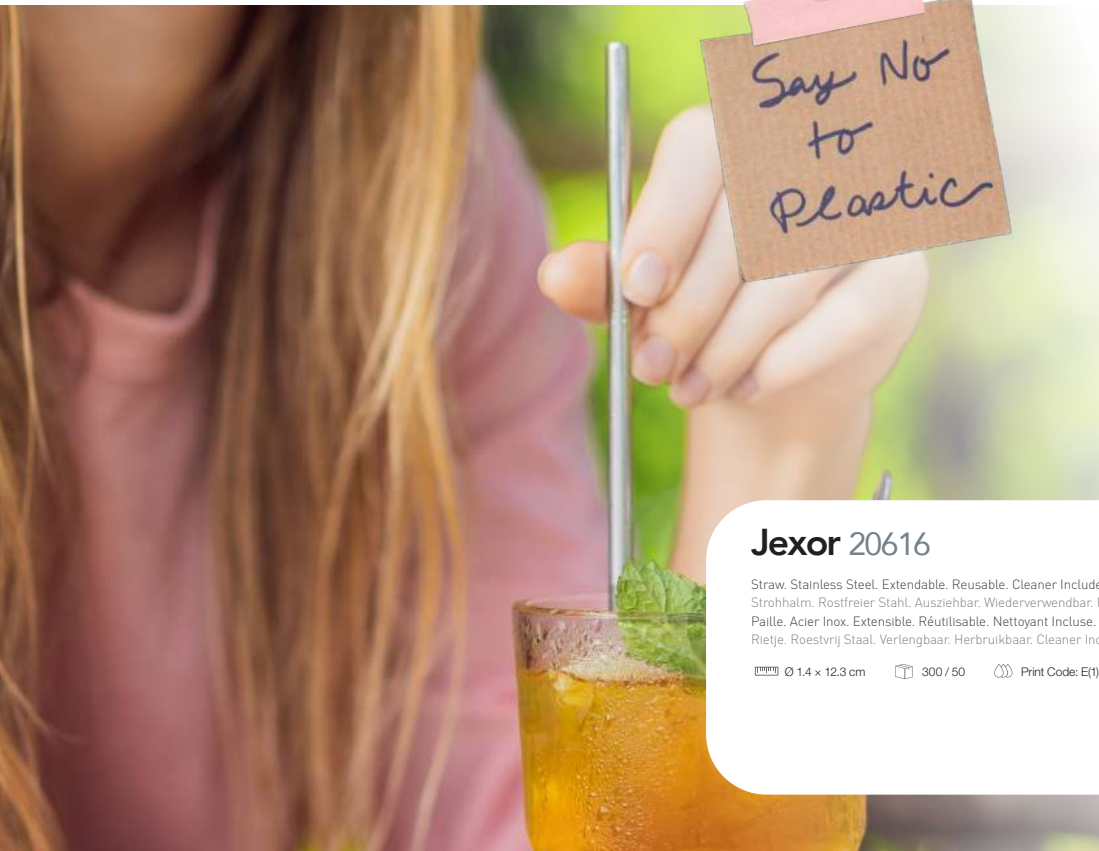 Say No
to
Plastic
Jexor 20616
Straw. Stainless Steel. Extendable. Reusable. Cleaner Include
Strohhalm. Rostfreier Stahl. Ausziehbar. Wiederverwendbar.
Paille. Acier Inox. Extensible. Réutilisable. Nettoyant Incluse.
Rietje. Roestvrij Staal. Verlengbaar. Herbruikbaar. Cleaner Inc
Ø 1.4 × 12.3 cm 300 / 50 Print Code: E(1)